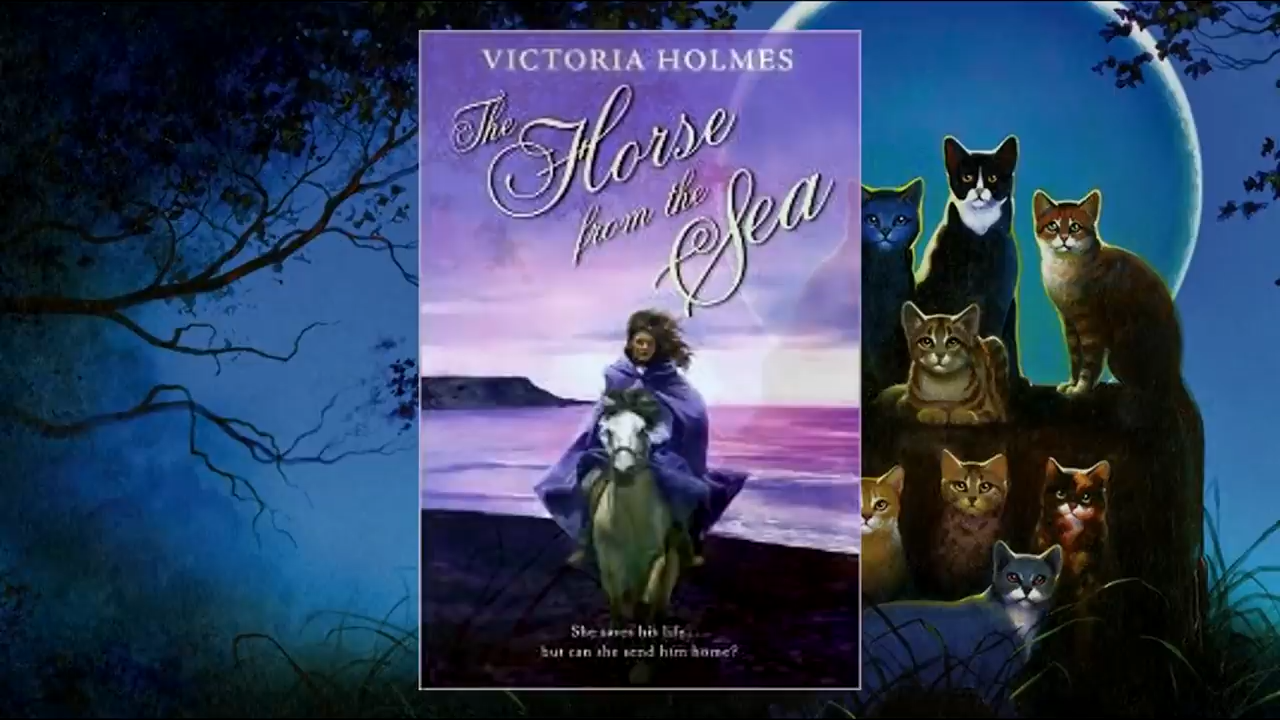 VICTORIA HOLMES
The Horse
from the Sea
She saves his life...
but can she send him home?